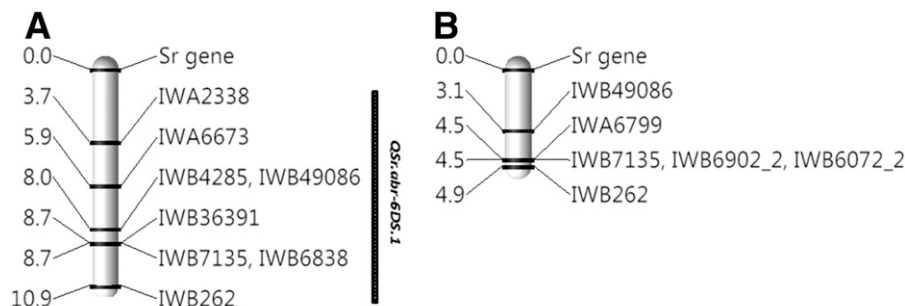 A
0.0 Sr gene
3.7 IWA2338
5.9 IWA6673
8.0 IWB4285, IWB49086
8.7 IWB36391
8.7 IWB7135, IWB6838
10.9 IWB262
QSr.abr-6DS.1
B
0.0 Sr gene
3.1 IWB49086
4.5 IWA6799
4.5 IWB7135, IWB6902_2, IWB6072_2
4.9 IWB262